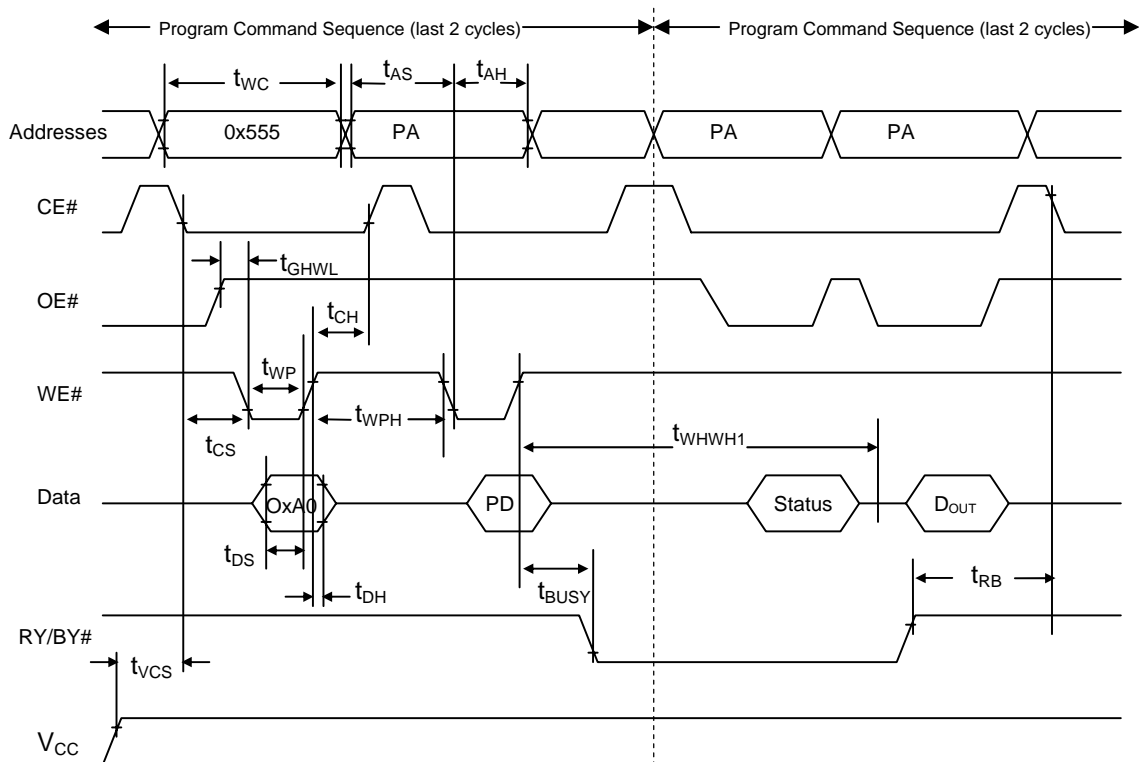 Program Command Sequence (last 2 cycles) Program Command Sequence (last 2 cycles)
tWC tAS tAH
Addresses 0x555 PA PA PA
CE#
tGHWL
OE#
tCH
tWP
WE#
tWPH
tCS tWHWH1
Data OxA0 PD Status DOUT
tDS tDH tBUSY tRB
RY/BY#
tVCS
VCC